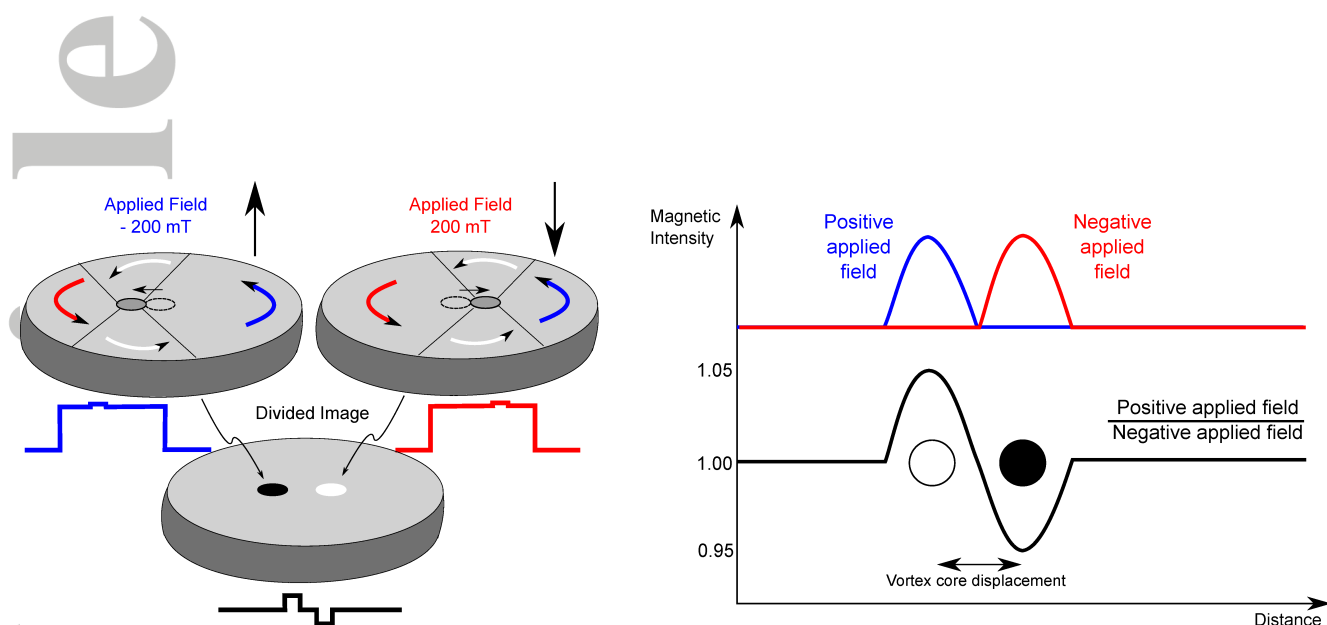 le
Applied Field
- 200 mT
Applied Field
200 mT
Divided Image
Magnetic
Intensity
Positive
applied
field
Negative
applied
field
1.05
1.00
0.95
Positive applied field
Negative applied field
Vortex core displacement
Distance